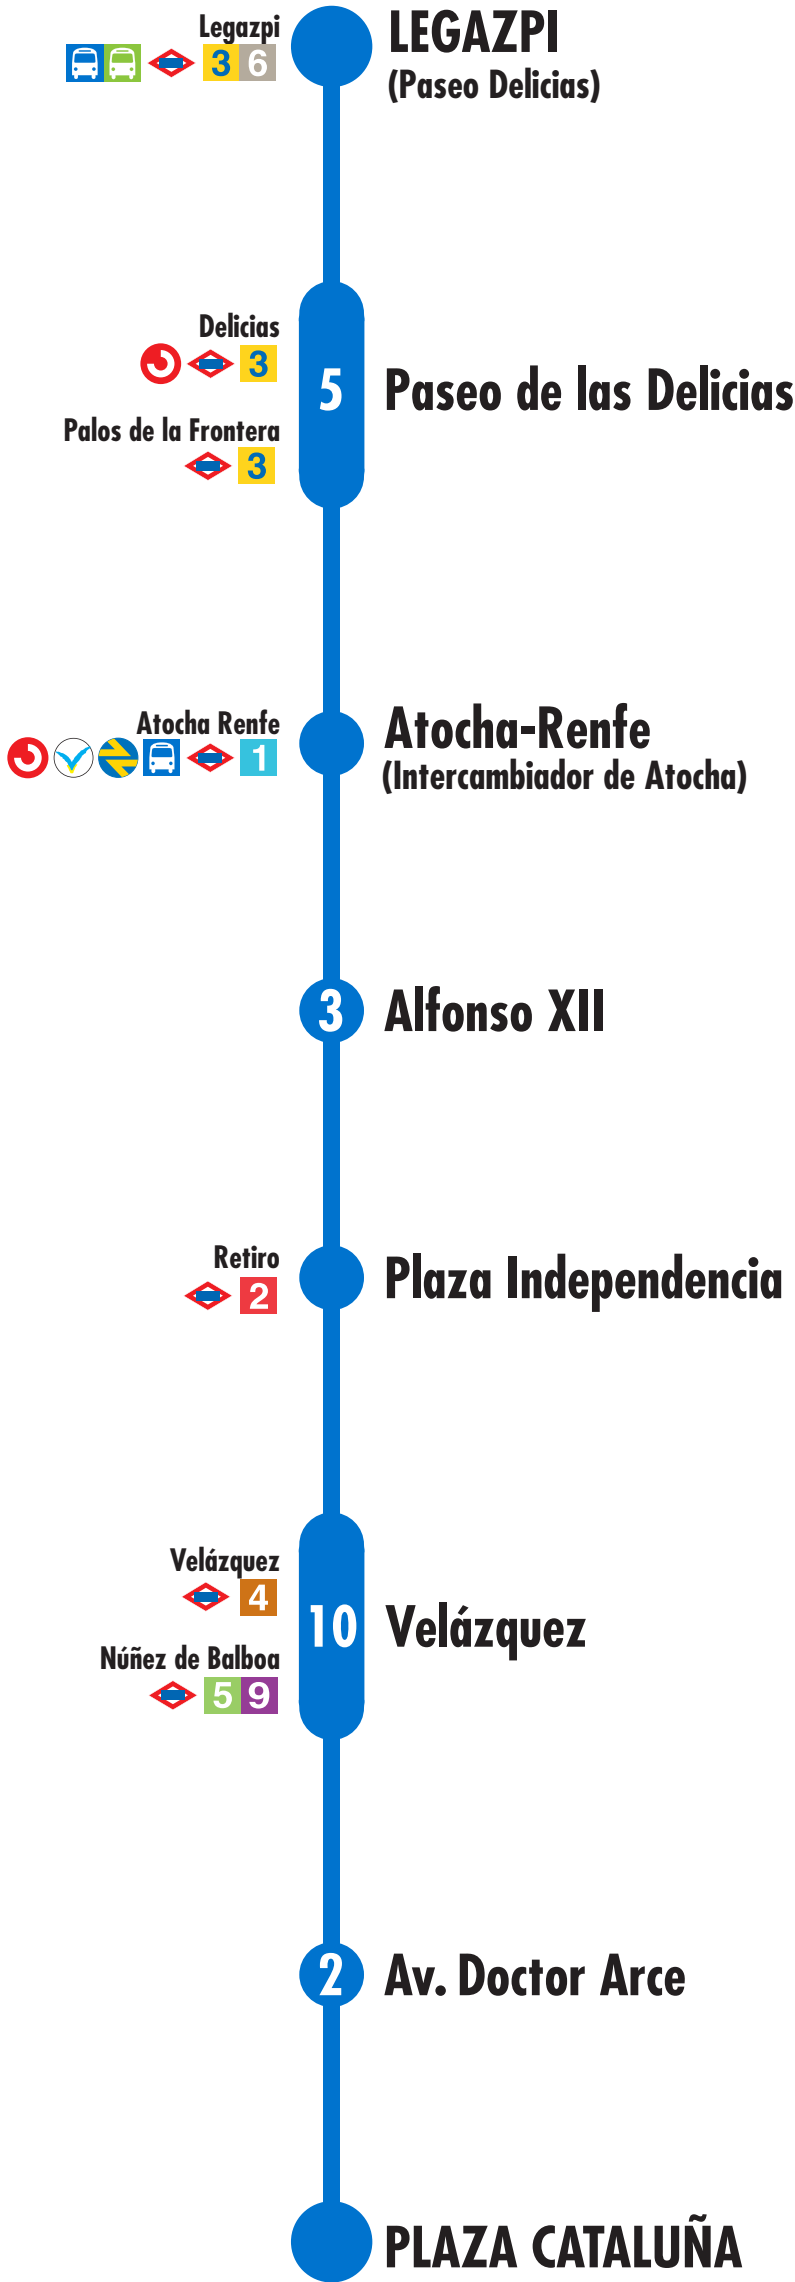 Legazpi
3 6
LEGAZPI
(Paseo Delicias)
Delicias
3
Palos de la Frontera
3
5
Paseo de las Delicias
Atocha Renfe
1
Atocha-Renfe
(Intercambiador de Atocha)
3
Alfonso XII
Retiro
2
Plaza Independencia
Velázquez
4
Núñez de Balboa
5 9
10
Velázquez
2
Av. Doctor Arce
PLAZA CATALUÑA